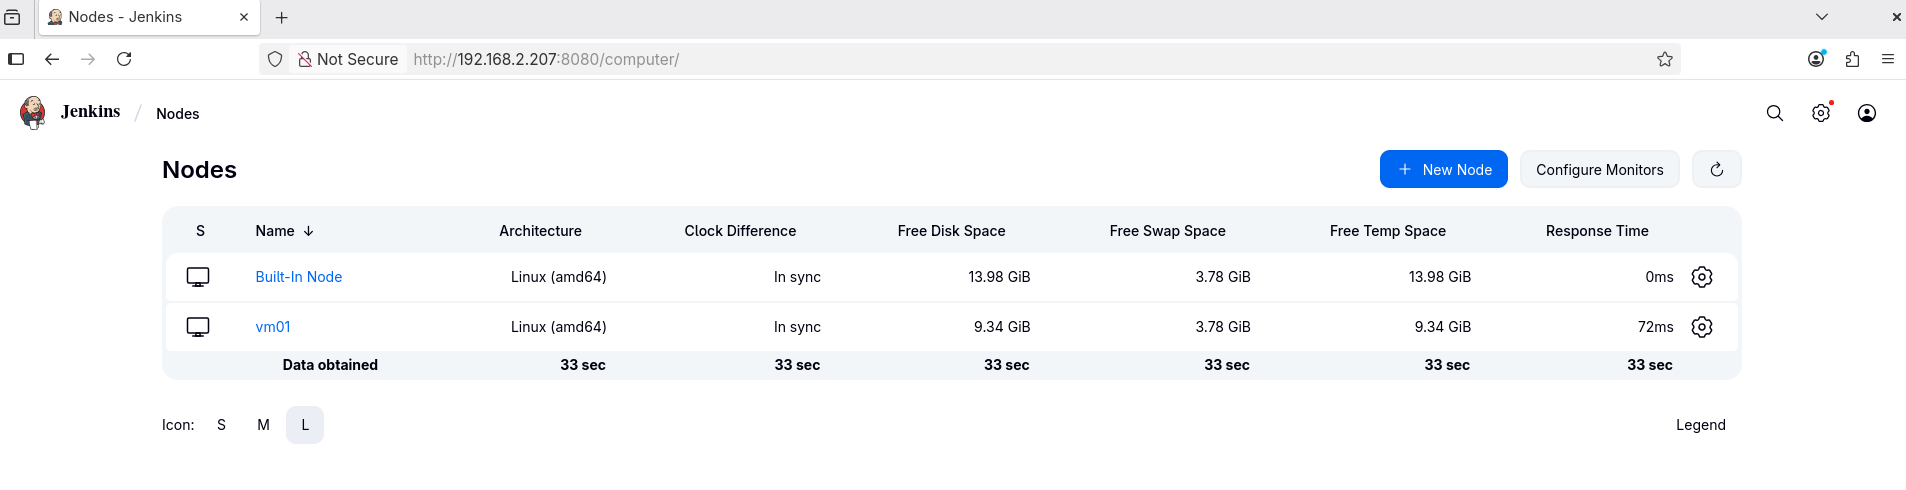 Nodes - Jenkins
Not Secure http://192.168.2.207:8080/computer/
Jenkins / Nodes
Nodes
+ New Node Configure Monitors
S Name ↓ Architecture Clock Difference Free Disk Space Free Swap Space Free Temp Space Response Time
Built-In Node Linux (amd64) In sync 13.98 GiB 3.78 GiB 13.98 GiB 0ms
vm01 Linux (amd64) In sync 9.34 GiB 3.78 GiB 9.34 GiB 72ms
Data obtained 33 sec 33 sec 33 sec 33 sec 33 sec 33 sec
Icon: S M L Legend